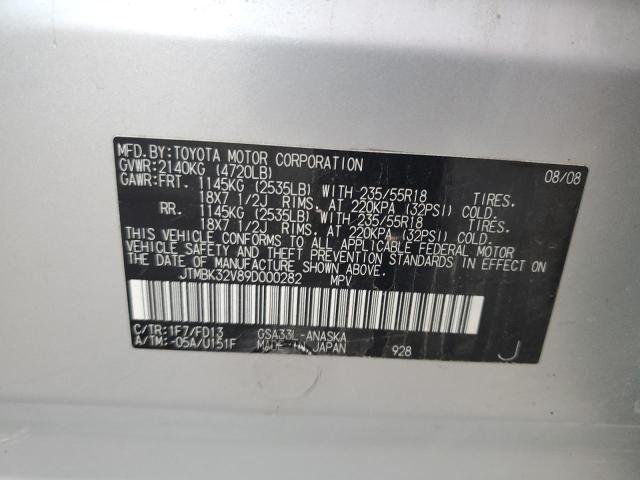 MFD.BY:TOYOTA MOTOR CORPORATION 08/08
GVWR:2140KG (4720LB)
GAWR:FRT. 1145KG (2535LB) WITH 235/55R18 TIRES.
18X7 1/2J RIMS. AT 220KPA (32PSI) COLD.
RR. 1145KG (2535LB) WITH 235/55R18 TIRES.
18X7 1/2J RIMS. AT 220KPA (32PSI) COLD.
THIS VEHICLE CONFORMS TO ALL APPLICABLE FEDERAL MOTOR
VEHICLE SAFETY AND THEFT PREVENTION STANDARDS IN EFFECT ON
THE DATE OF MANUFACTURE SHOWN ABOVE.
JTMBK32V89D000282 MPV
C/TR:1F7/FD13 GSA33L-ANASKA
A/TM:-05A/U151F MADE IN JAPAN 928 J